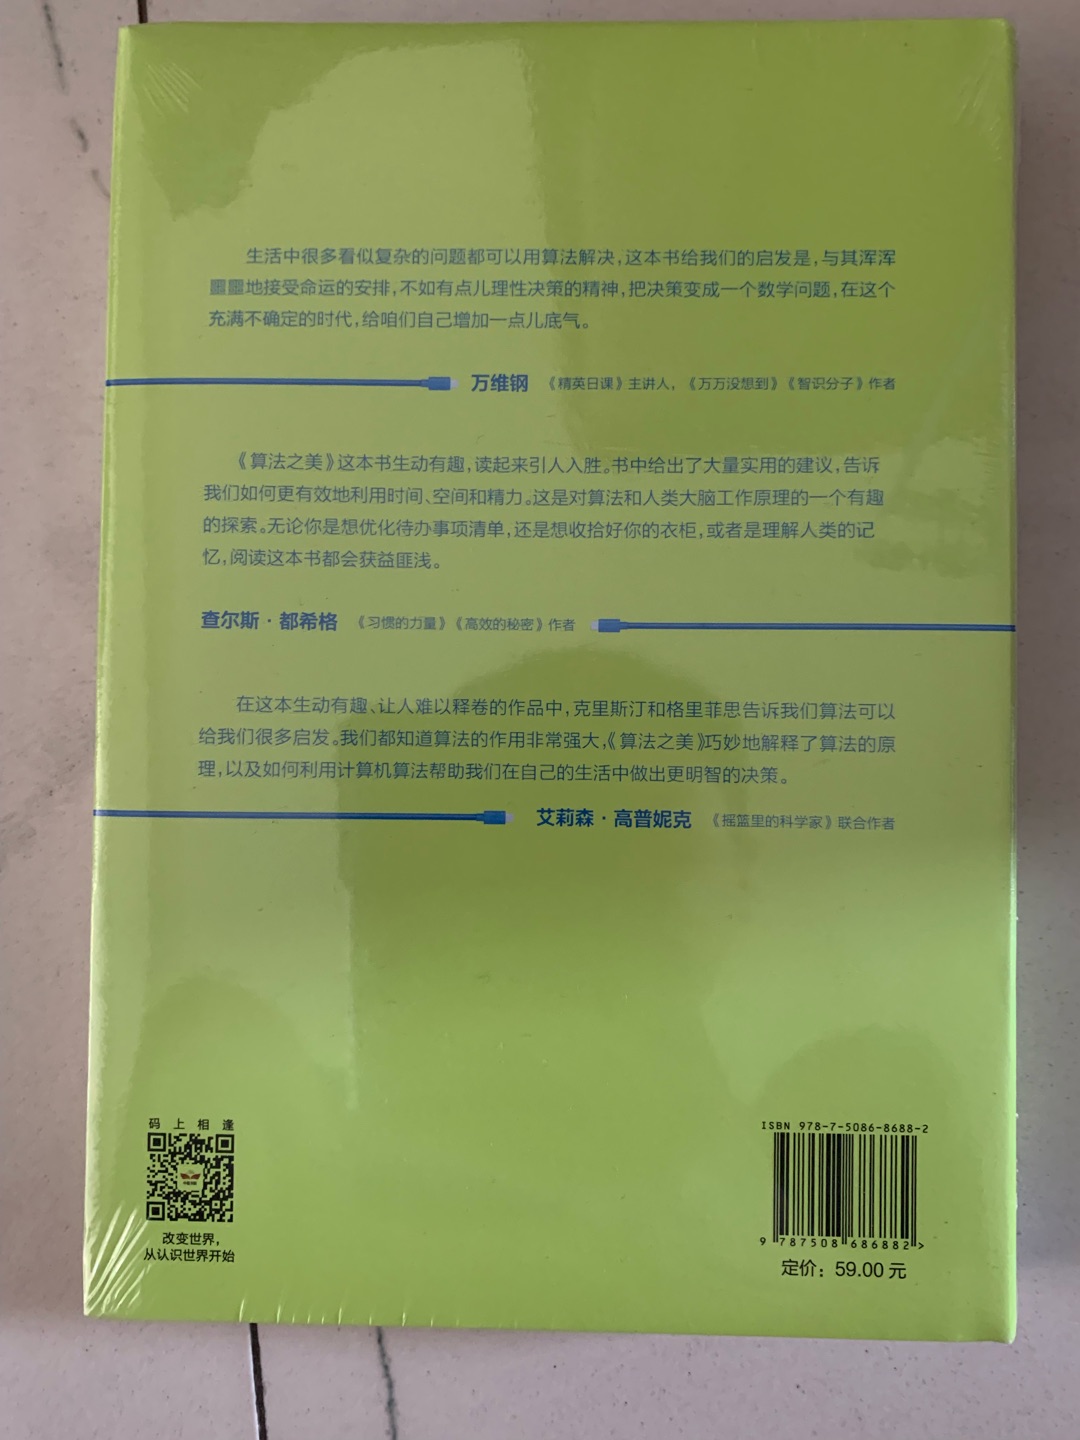 生活中很多看似复杂的问题都可以用算法解决，这本书给我们的启发是，与其浑浑
噩噩地接受命运的安排，不如有点儿理性决策的精神，把决策变成一个数学问题，在这个
充满不确定的时代，给咱们自己增加一点儿底气。
万维钢 《精英日课》主讲人，《万万没想到》《智识分子》作者
《算法之美》这本书生动有趣，读起来引人入胜。书中给出了大量实用的建议，告诉
我们如何更有效地利用时间、空间和精力。这是对算法和人类大脑工作原理的一个有趣
的探索。无论你是想优化待办事项清单，还是想收拾好你的衣柜，或者是理解人类的记
忆，阅读这本书都会获益匪浅。
查尔斯·都希格 《习惯的力量》《高效的秘密》作者
在这本生动有趣、让人难以释卷的作品中，克里斯汀和格里菲思告诉我们算法可以
给我们很多启发。我们都知道算法的作用非常强大，《算法之美》巧妙地解释了算法的原
理，以及如何利用计算机算法帮助我们在自己的生活中做出更明智的决策。
艾莉森·高普妮克 《摇篮里的科学家》联合作者
码上相逢
改变世界，
从认识世界开始
ISBN 978-7-5086-8688-2
9 787508 686882 >
定价：59.00 元